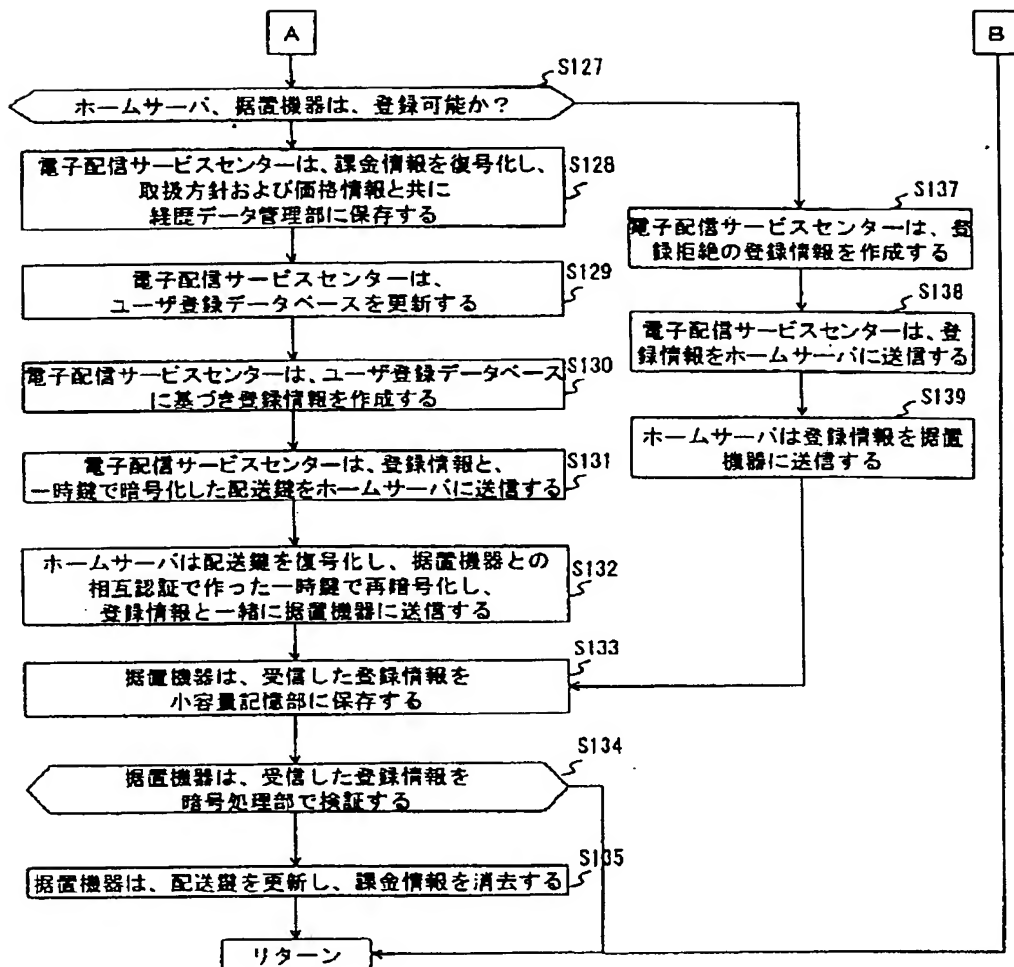 A
B
S127
ホームサーバ、据置機器は、登録可能か?
電子配信サービスセンターは、課金情報を復号化し、
取扱方針および価格情報と共に
経歴データ管理部に保存する
S128
電子配信サービスセンターは、
ユーザ登録データベースを更新する
S129
電子配信サービスセンターは、ユーザ登録データベース
に基づき登録情報を作成する
S130
電子配信サービスセンターは、登録情報と、
一時鍵で暗号化した配送鍵をホームサーバに送信する
S131
ホームサーバは配送鍵を復号化し、据置機器との
相互認証で作った一時鍵で再暗号化し、
登録情報と一緒に据置機器に送信する
S132
据置機器は、受信した登録情報を
小容量記憶部に保存する
S133
据置機器は、受信した登録情報を
暗号処理部で検証する
S134
据置機器は、配送鍵を更新し、課金情報を消去する
S135
リターン
S137
電子配信サービスセンターは、登
録拒絶の登録情報を作成する
S138
電子配信サービスセンターは、登
録情報をホームサーバに送信する
S139
ホームサーバは登録情報を据置
機器に送信する